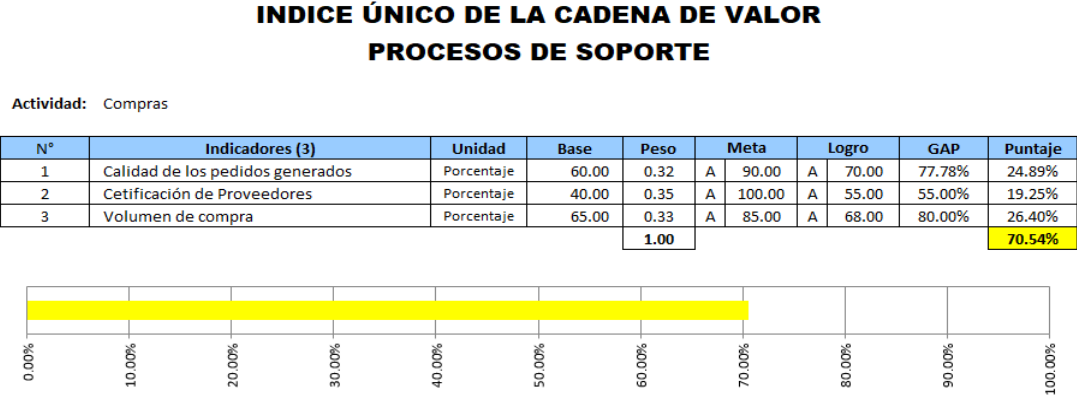 INDICE ÚNICO DE LA CADENA DE VALOR
PROCESOS DE SOPORTE
Actividad: Compras
N° Indicadores (3) Unidad Base Peso Meta Logro GAP Puntaje
1 Calidad de los pedidos generados Porcentaje 60.00 0.32 A 90.00 A 70.00 77.78% 24.89%
2 Cetificación de Proveedores Porcentaje 40.00 0.35 A 100.00 A 55.00 55.00% 19.25%
3 Volumen de compra Porcentaje 65.00 0.33 A 85.00 A 68.00 80.00% 26.40%
1.00 70.54%
0.00% 10.00% 20.00% 30.00% 40.00% 50.00% 60.00% 70.00% 80.00% 90.00% 100.00%